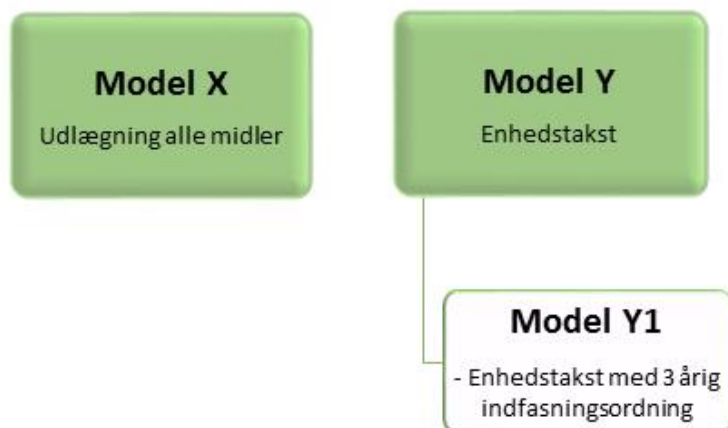 Model X
Udlægning alle midler
Model Y
Enhedstakst
Model Y1
- Enhedstakst med 3 årig
indfasningsordning